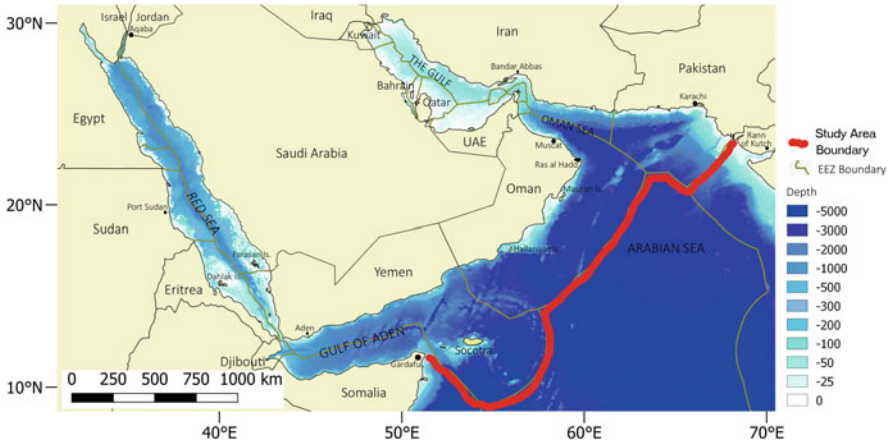 30°N
20°N
10°N
40°E
50°E
60°E
70°E
Israel
Jordan
Aqaba
Iraq
Kuwait
Iran
THE GULF
Bandar Abbas
Pakistan
Karachi
Bahrain
Qatar
Egypt
Saudi Arabia
UAE
OMAN SEA
Muscat
Ras al Hadd
Rann
of Kutch
Oman
Masirah Is.
RED SEA
Port Sudan
Sudan
Hallaniyat Is.
ARABIAN SEA
Farasan Is.
Dahlak Is.
Yemen
Eritrea
Aden
GULF OF ADEN
Socotra
Djibouti
Gardafui
Somalia
0 250 500 750 1000 km
Study Area
Boundary
EEZ Boundary
Depth
-5000
-3000
-2000
-1000
-500
-300
-200
-100
-50
-25
0